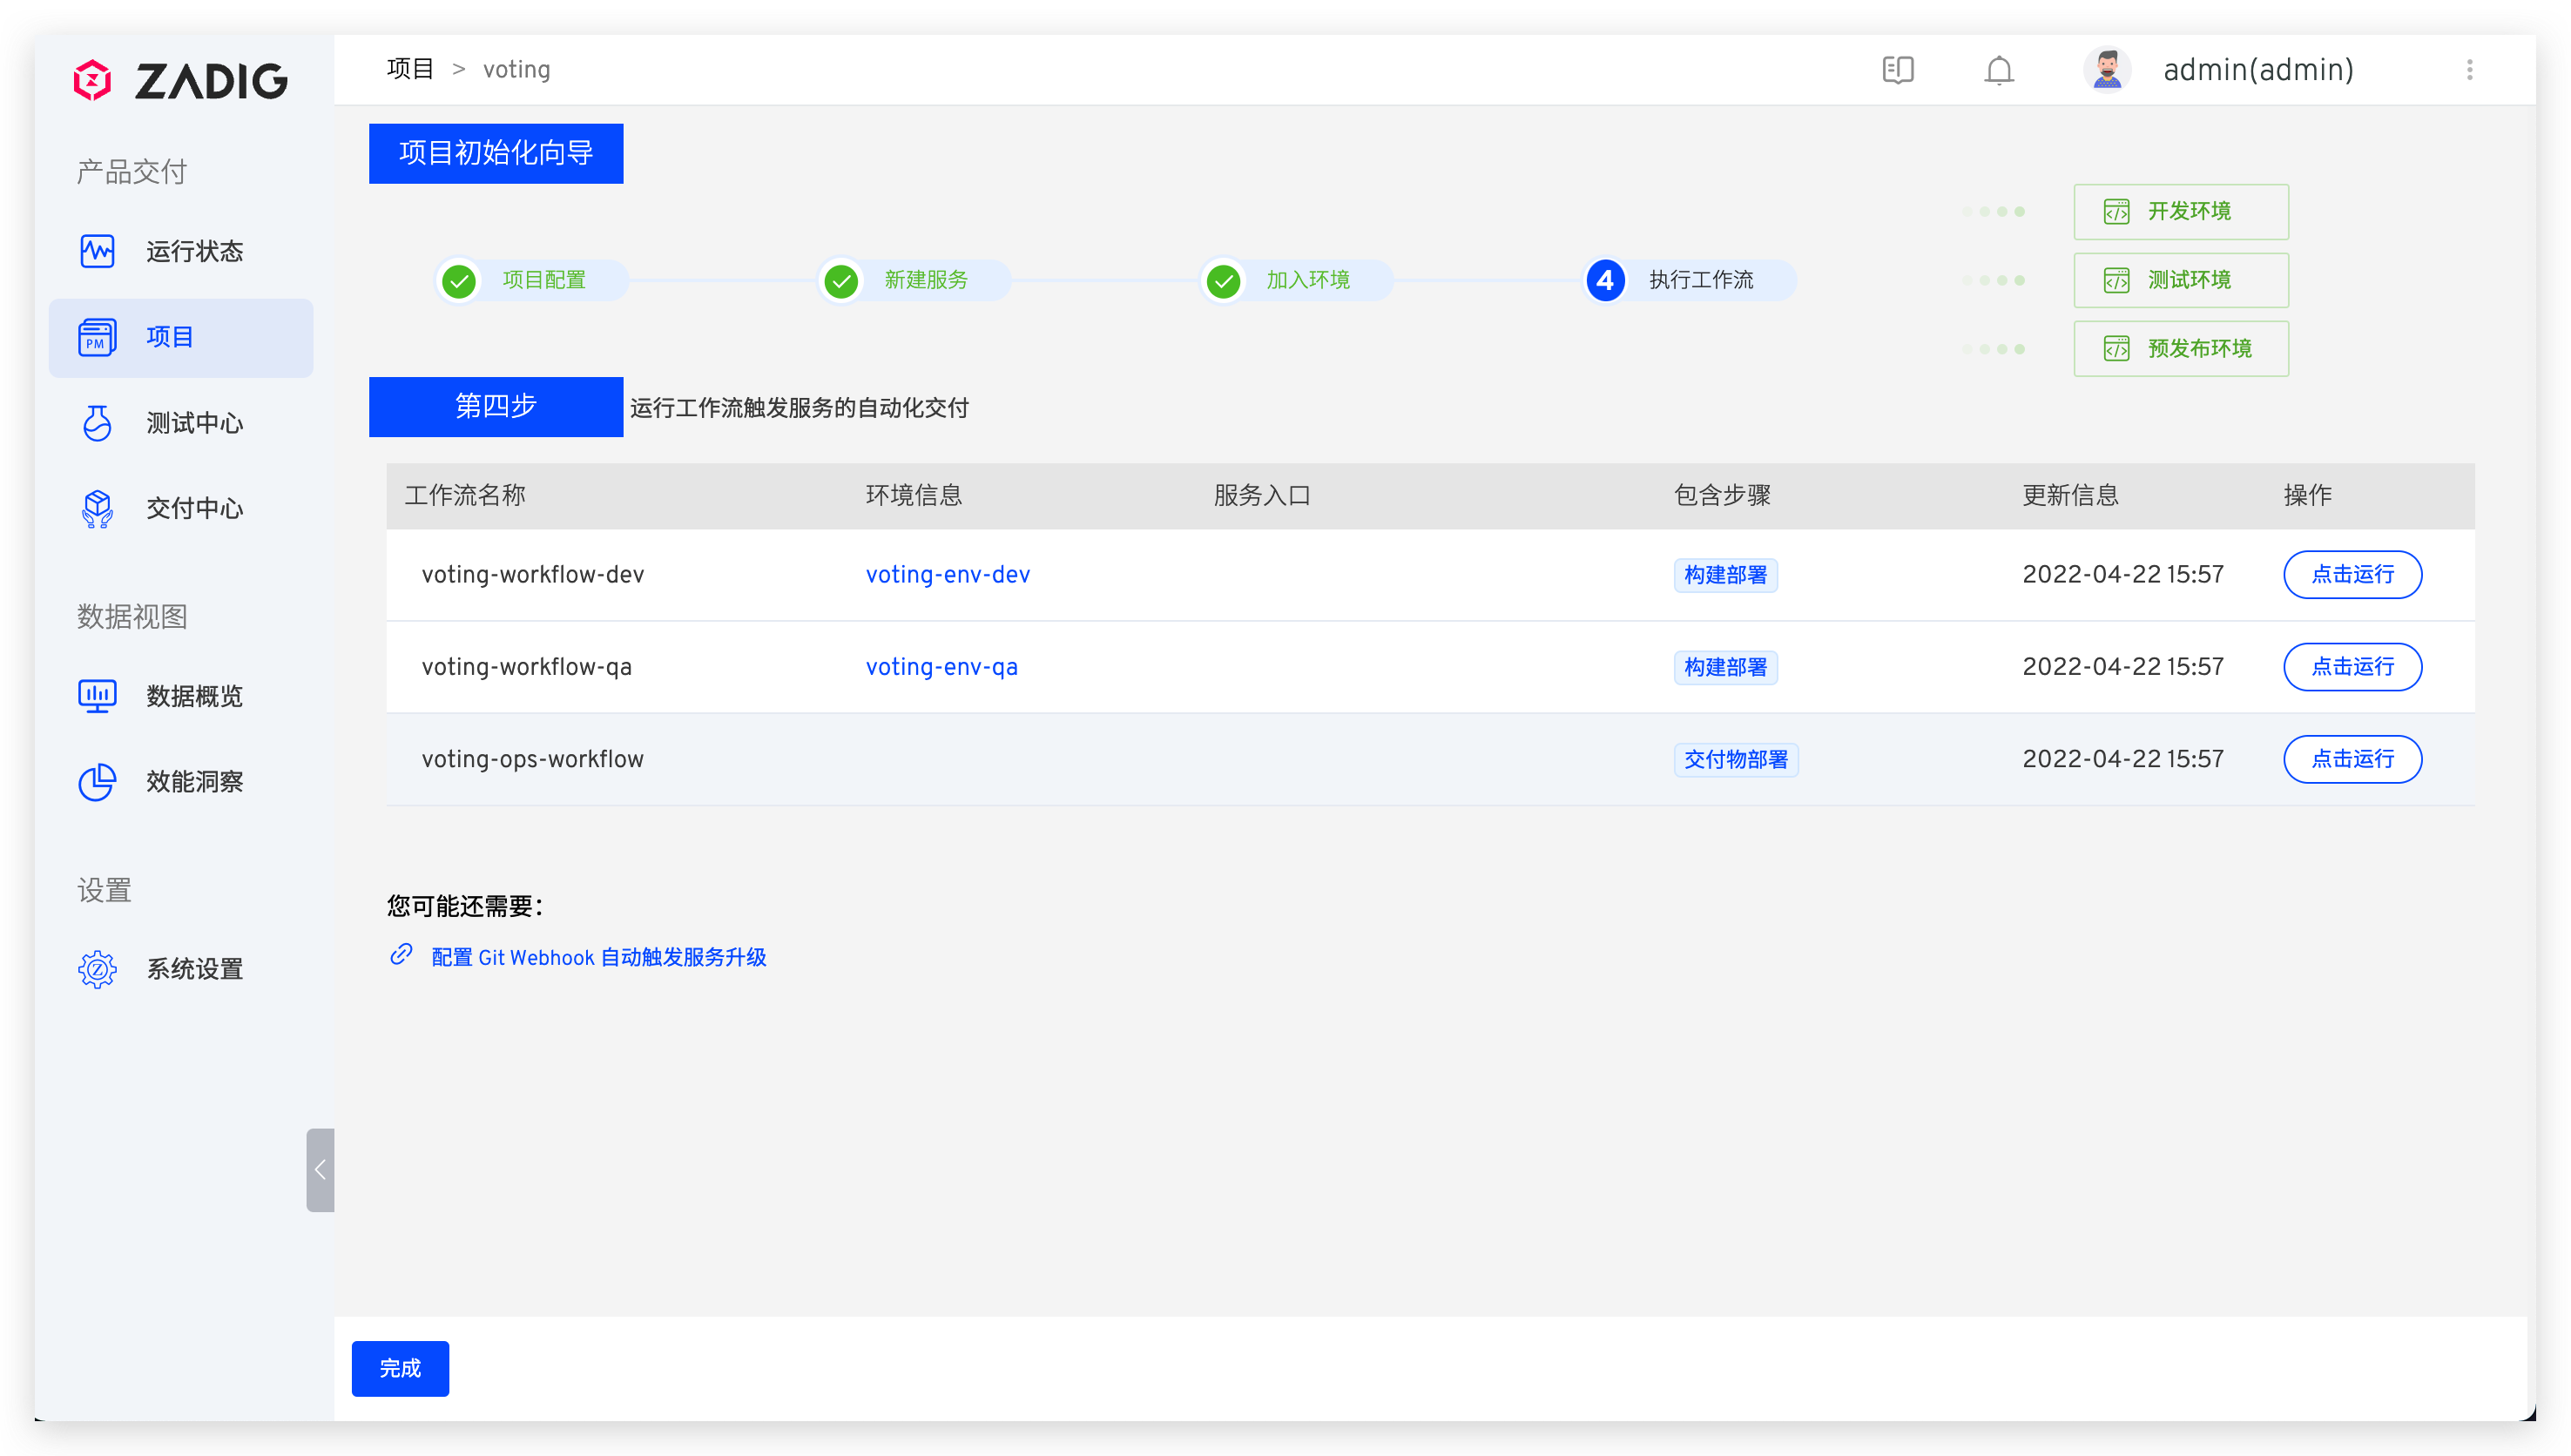 ZADIG
项目 > voting
admin(admin)
产品交付
运行状态
PM
项目
测试中心
交付中心
数据视图
数据概览
效能洞察
设置
系统设置
项目初始化向导
项目配置
新建服务
加入环境
4 执行工作流
开发环境
测试环境
预发布环境
第四步 运行工作流触发服务的自动化交付
工作流名称 环境信息 服务入口 包含步骤 更新信息 操作
voting-workflow-dev voting-env-dev 构建部署 2022-04-22 15:57 点击运行
voting-workflow-qa voting-env-qa 构建部署 2022-04-22 15:57 点击运行
voting-ops-workflow 交付物部署 2022-04-22 15:57 点击运行
您可能还需要：
配置 Git Webhook 自动触发服务升级
完成